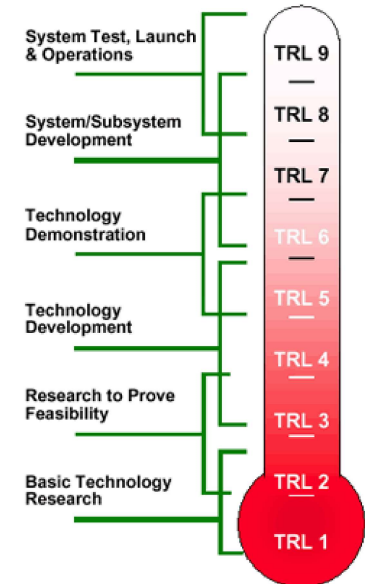 System Test, Launch
& Operations
System/Subsystem
Development
Technology
Demonstration
Technology
Development
Research to Prove
Feasibility
Basic Technology
Research
TRL 9
TRL 8
TRL 7
TRL 6
TRL 5
TRL 4
TRL 3
TRL 2
TRL 1